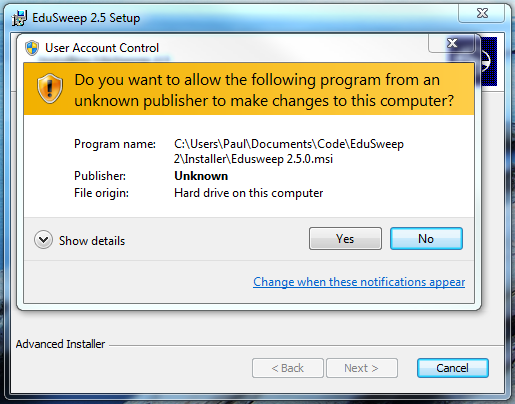 EduSweep 2.5 Setup
User Account Control
Do you want to allow the following program from an
unknown publisher to make changes to this computer?
Program name: C:\Users\Paul\Documents\Code\EduSweep
2\Installer\Edusweep 2.5.0.msi
Publisher: Unknown
File origin: Hard drive on this computer
Show details
Yes
No
Change when these notifications appear
Advanced Installer
< Back
Next >
Cancel